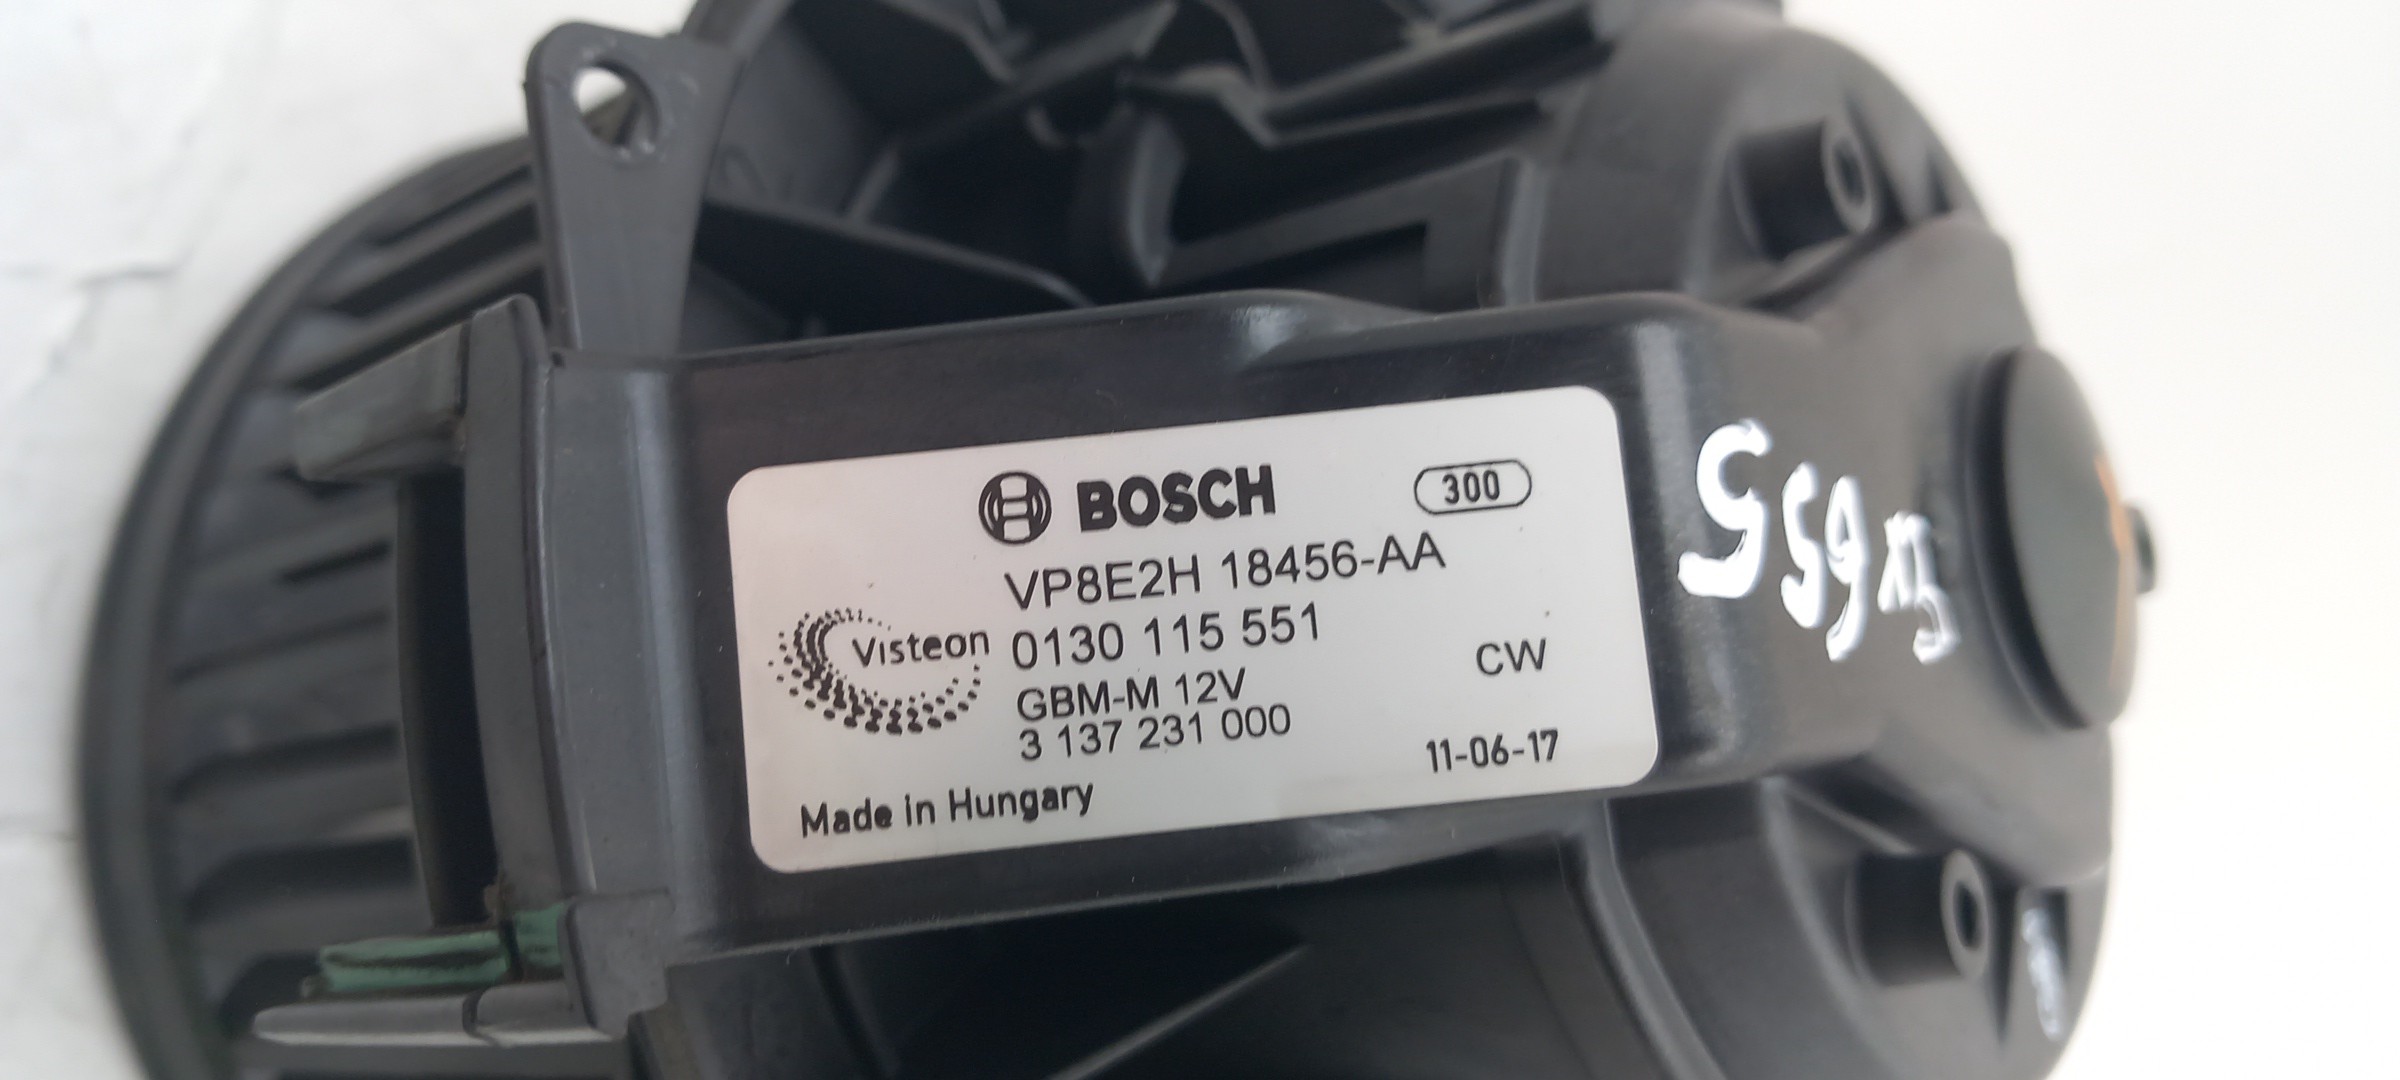 BOSCH
300
VP8E2H 18456-AA
Visteon
0130 115 551
GBM-M 12V
CW
3 137 231 000
11-06-17
Made in Hungary